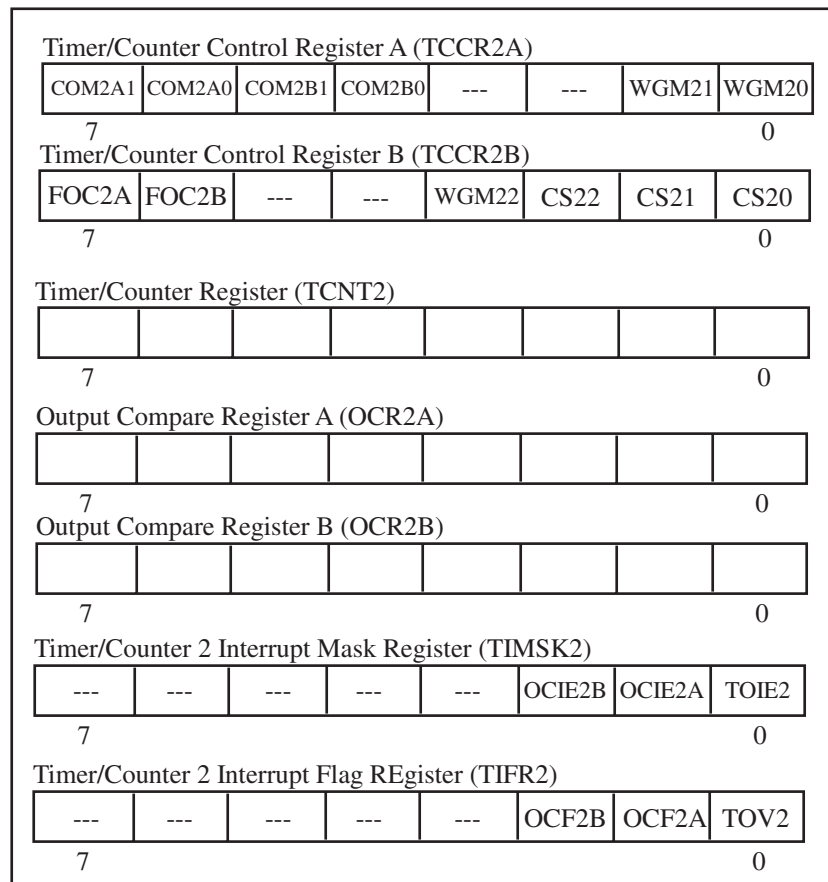 Timer/Counter Control Register A (TCCR2A)
COM2A1 COM2A0 COM2B1 COM2B0 --- --- WGM21 WGM20
7 0
Timer/Counter Control Register B (TCCR2B)
FOC2A FOC2B --- --- WGM22 CS22 CS21 CS20
7 0
Timer/Counter Register (TCNT2)
7 0
Output Compare Register A (OCR2A)
7 0
Output Compare Register B (OCR2B)
7 0
Timer/Counter 2 Interrupt Mask Register (TIMSK2)
--- --- --- --- --- OCIE2B OCIE2A TOIE2
7 0
Timer/Counter 2 Interrupt Flag REgister (TIFR2)
--- --- --- --- --- OCF2B OCF2A TOV2
7 0